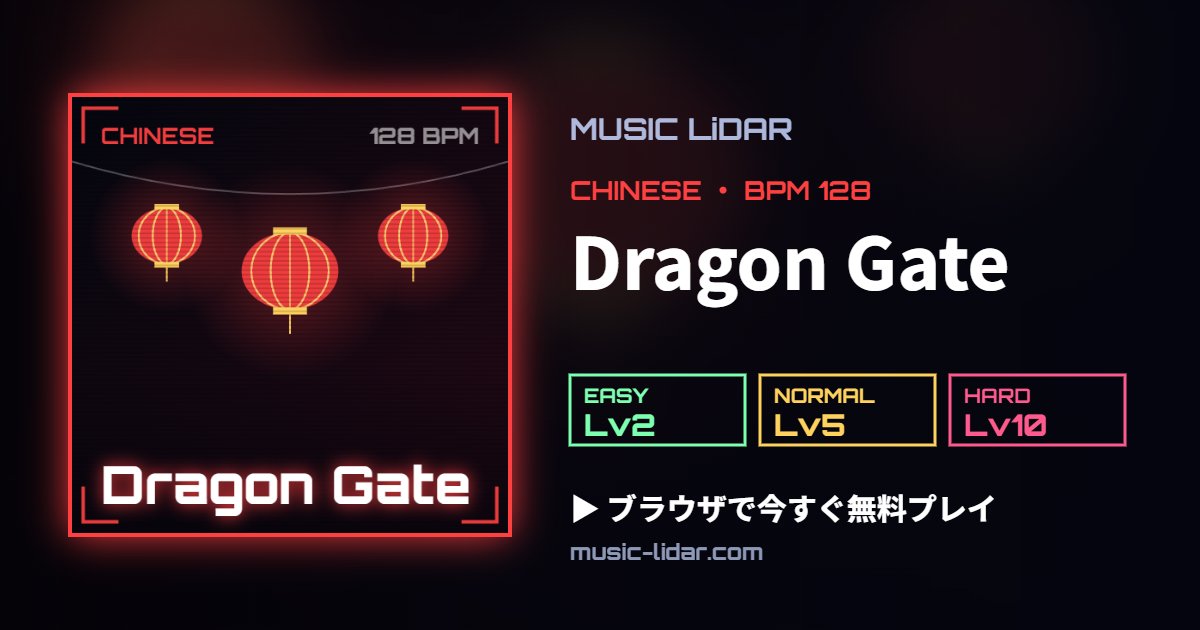 CHINESE
128 BPM
Dragon Gate
MUSIC LiDAR
CHINESE • BPM 128
Dragon Gate
EASY
Lv2
NORMAL
Lv5
HARD
Lv10
▶ ブラウザで今すぐ無料プレイ
music-lidar.com